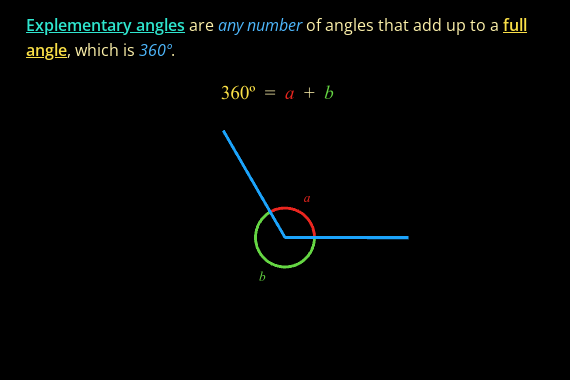 Explementary angles are any number of angles that add up to a full
angle, which is 360º.
360º = a + b
a
b